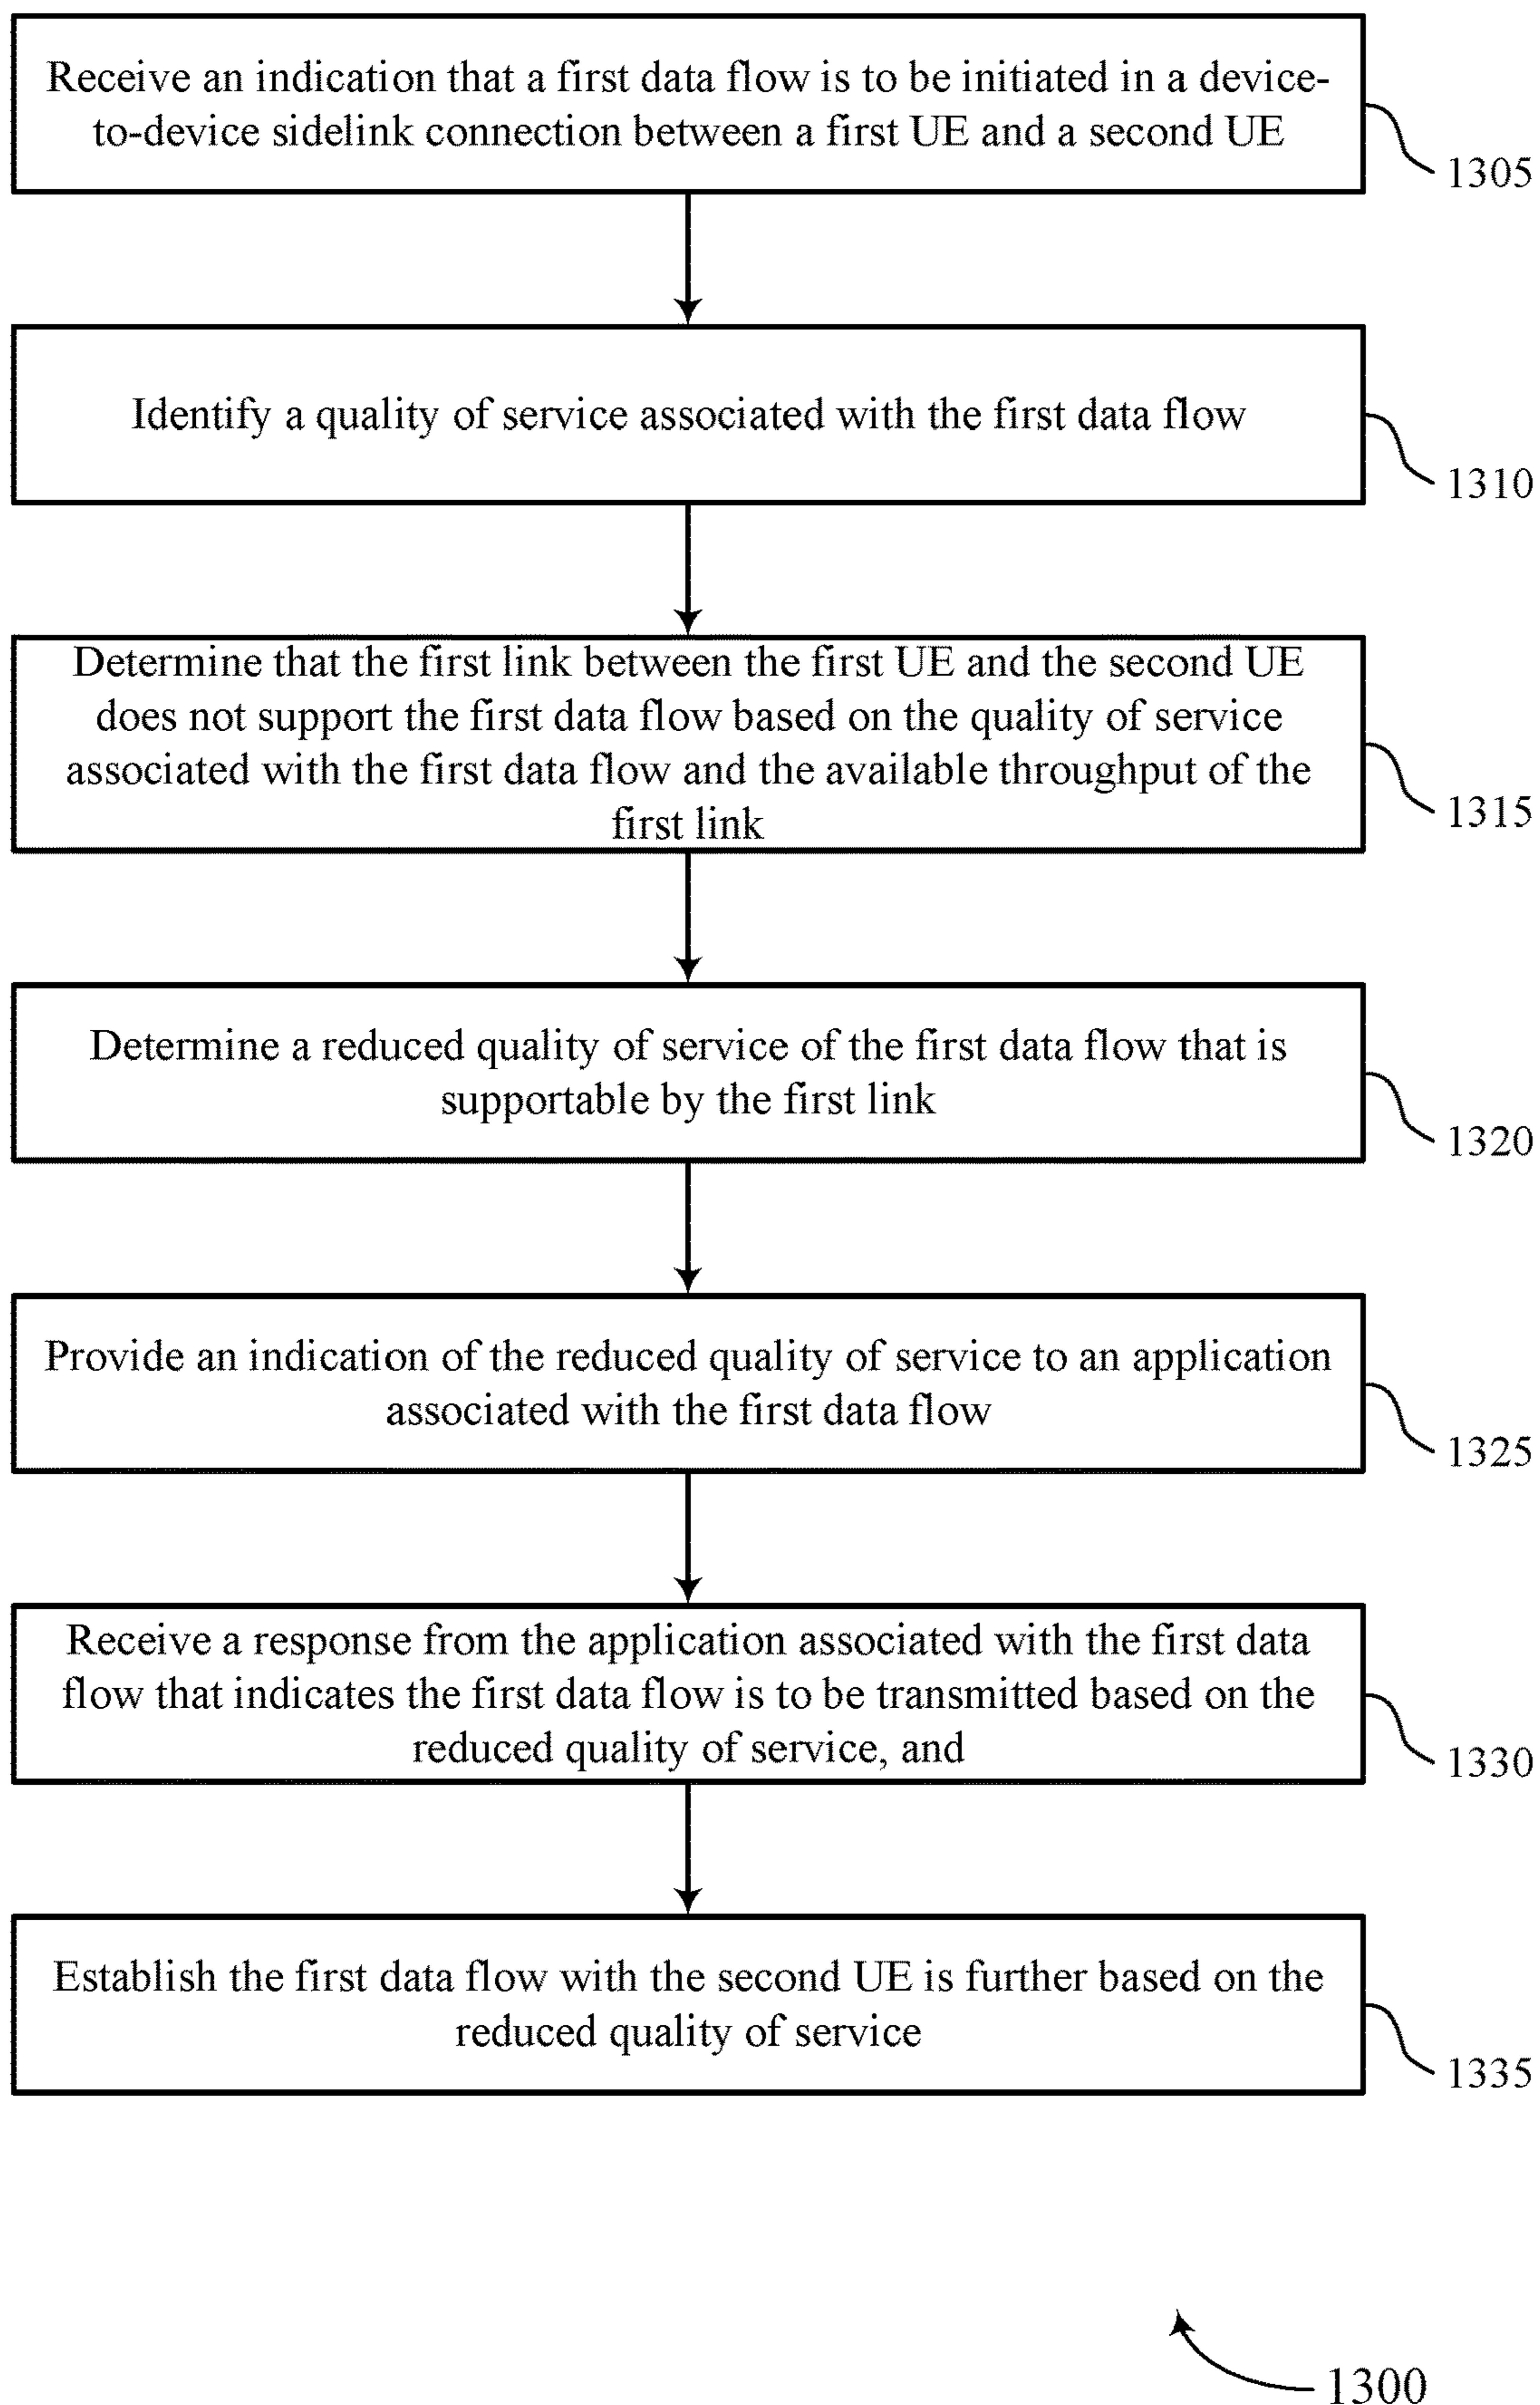 Receive an indication that a first data flow is to be initiated in a device-
to-device sidelink connection between a first UE and a second UE
1305
Identify a quality of service associated with the first data flow
1310
Determine that the first link between the first UE and the second UE
does not support the first data flow based on the quality of service
associated with the first data flow and the available throughput of the
first link
1315
Determine a reduced quality of service of the first data flow that is
supportable by the first link
1320
Provide an indication of the reduced quality of service to an application
associated with the first data flow
1325
Receive a response from the application associated with the first data
flow that indicates the first data flow is to be transmitted based on the
reduced quality of service, and
1330
Establish the first data flow with the second UE is further based on the
reduced quality of service
1335
1300